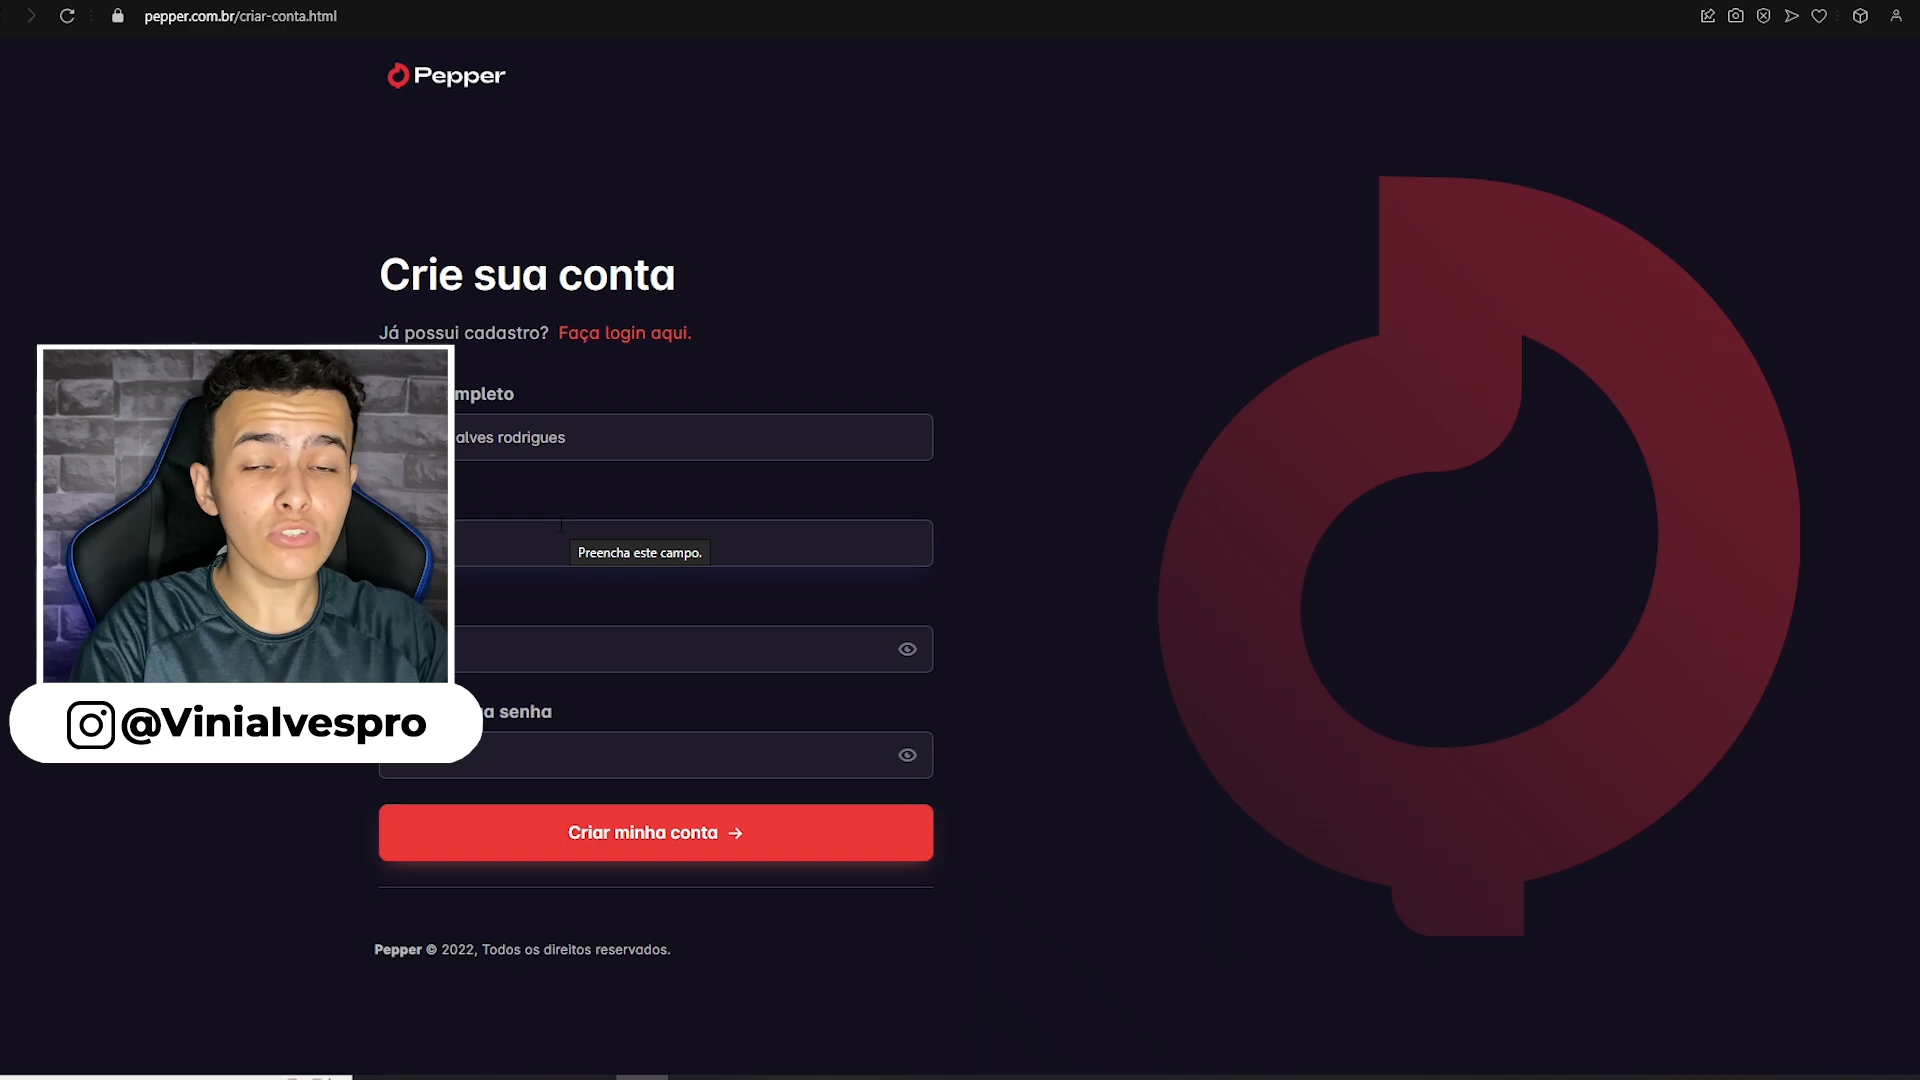 pepper.com.br/criar-conta.html
Pepper
Crie sua conta
Já possui cadastro? Faça login aqui.
mpleto
alves rodrigues
Preencha este campo.
a senha
@Vinialvespro
Criar minha conta →
Pepper © 2022, Todos os direitos reservados.